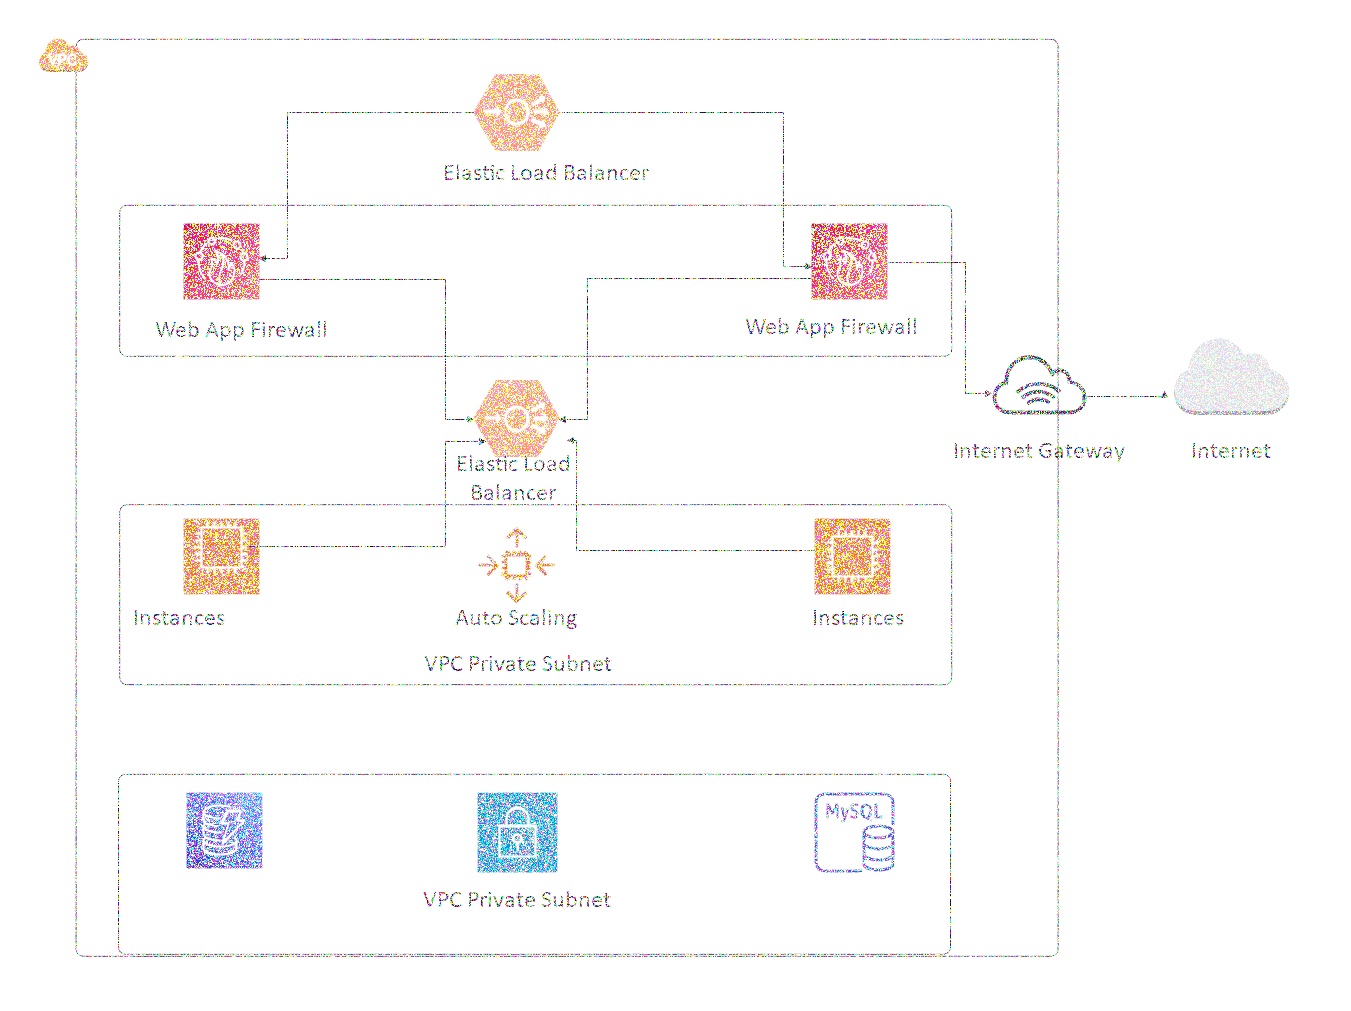 VPC
Elastic Load Balancer
Web App Firewall
Web App Firewall
Elastic Load
Balancer
Internet Gateway
Internet
Instances
Auto Scaling
Instances
VPC Private Subnet
MySQL
VPC Private Subnet